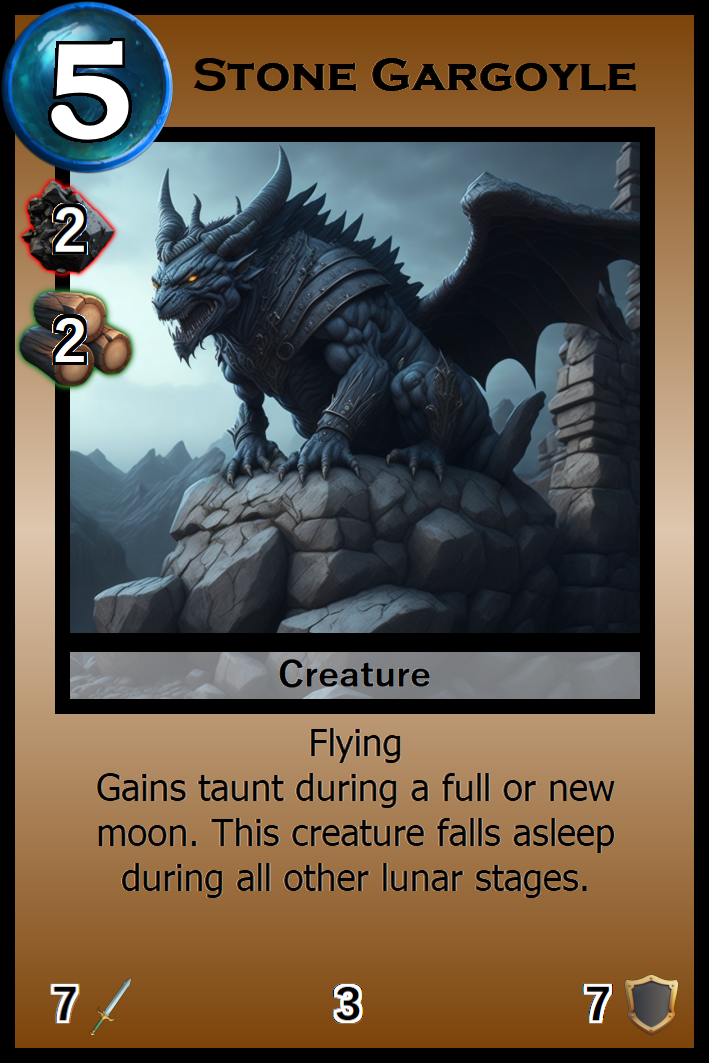 5
Stone Gargoyle
2
2
Creature
Flying
Gains taunt during a full or new
moon. This creature falls asleep
during all other lunar stages.
7 3 7